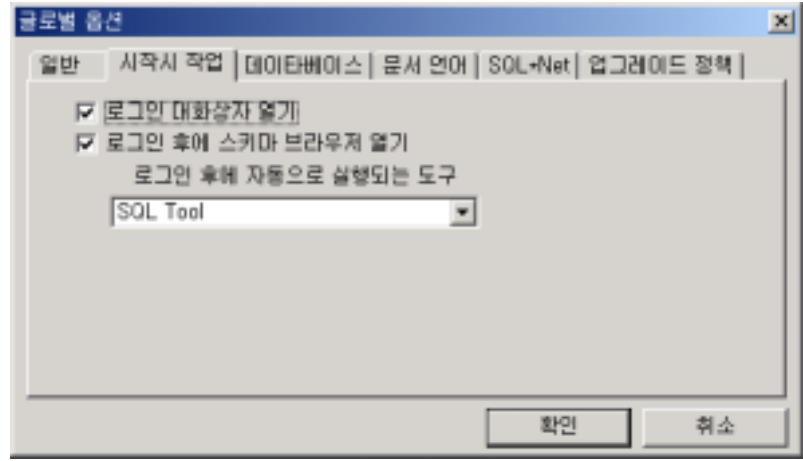 글로벌 옵션
일반 시작시 작업 데이타베이스 문서 언어 SQL*Net 업그레이드 정책
로그인 대화상자 열기
로그인 후에 스키마 브라우저 열기
로그인 후에 자동으로 실행되는 도구
SQL Tool
확인 취소